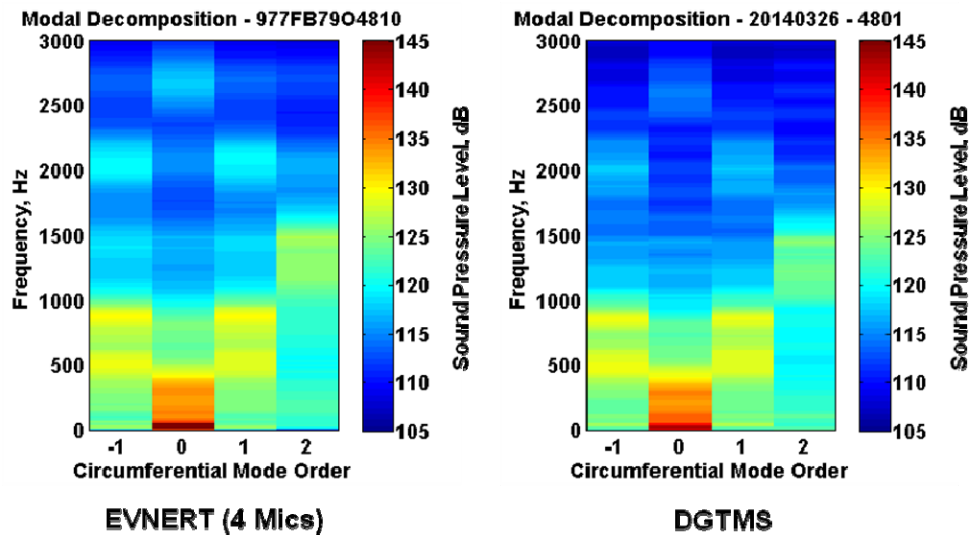 Modal Decomposition - 977FB79O4810
3000
2500
2000
1500
1000
500
0
Frequency, Hz
-1 0 1 2
Circumferential Mode Order
145
140
135
130
125
120
115
110
105
Sound Pressure Level, dB
EVNERT (4 Mics)
Modal Decomposition - 20140326 - 4801
3000
2500
2000
1500
1000
500
0
Frequency, Hz
-1 0 1 2
Circumferential Mode Order
145
140
135
130
125
120
115
110
105
Sound Pressure Level, dB
DGTMS